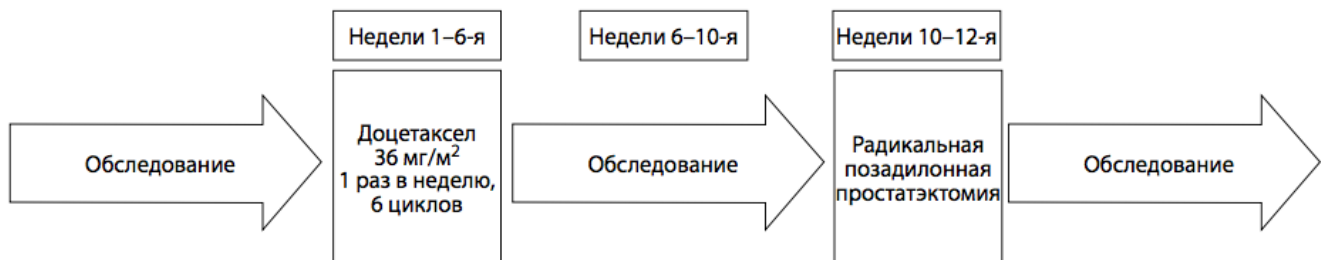 Недели 1–6-я
Недели 6–10-я
Недели 10–12-я
Обследование
Доцетаксел
36 мг/м²
1 раз в неделю,
6 циклов
Обследование
Радикальная
позадилонная
простатэктомия
Обследование